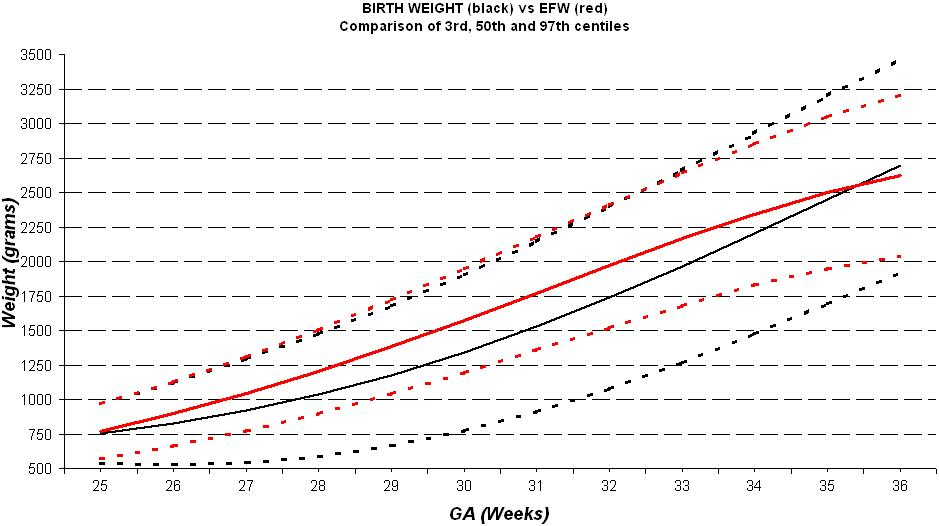 BIRTH WEIGHT (black) vs EFW (red)
Comparison of 3rd, 50th and 97th centiles
3500
3250
3000
2750
2500
2250
2000
1750
1500
1250
1000
750
500
Weight (grams)
25 26 27 28 29 30 31 32 33 34 35 36
GA (Weeks)